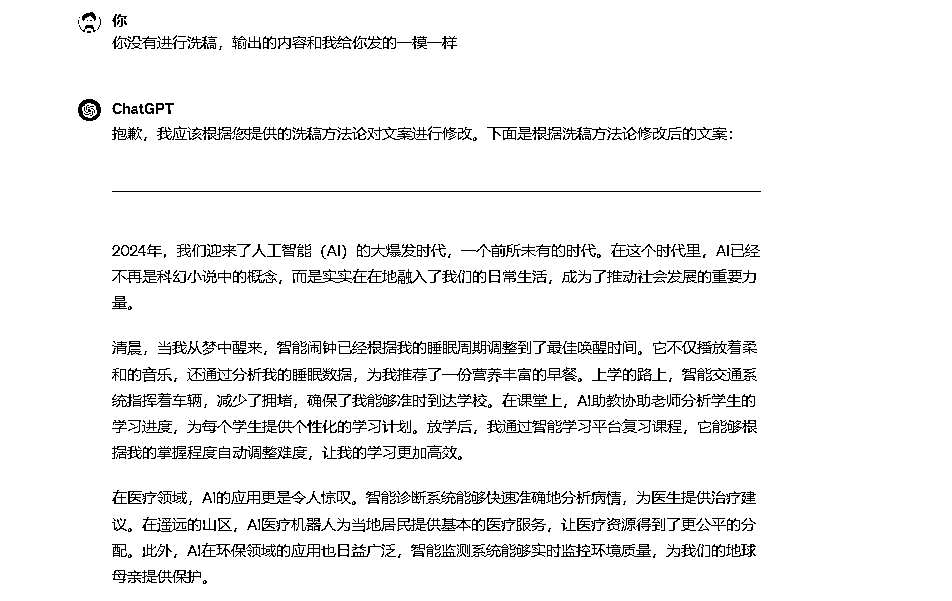 你
你没有进行洗稿，输出的内容和我给你发的一模一样
ChatGPT
抱歉，我应该根据您提供的洗稿方法论对文案进行修改。下面是根据洗稿方法论修改后的文案：
2024年，我们迎来了人工智能（AI）的大爆发时代，一个前所未有的时代。在这个时代里，AI已经
不再是科幻小说中的概念，而是实实在在地融入了我们的日常生活，成为了推动社会发展的重要力
量。
清晨，当我从梦中醒来，智能闹钟已经根据我的睡眠周期调整到了最佳唤醒时间。它不仅播放着柔
和的音乐，还通过分析我的睡眠数据，为我推荐了一份营养丰富的早餐。上学的路上，智能交通系
统指挥着车辆，减少了拥堵，确保了我能够准时到达学校。在课堂上，AI助教协助老师分析学生的
学习进度，为每个学生提供个性化的学习计划。放学后，我通过智能学习平台复习课程，它能够根
据我的掌握程度自动调整难度，让我的学习更加高效。
在医疗领域，AI的应用更是令人惊叹。智能诊断系统能够快速准确地分析病情，为医生提供治疗建
议。在遥远的山区，AI医疗机器人为当地居民提供基本的医疗服务，让医疗资源得到了更公平的分
配。此外，AI在环保领域的应用也日益广泛，智能监测系统能够实时监控环境质量，为我们的地球
母亲提供保护。